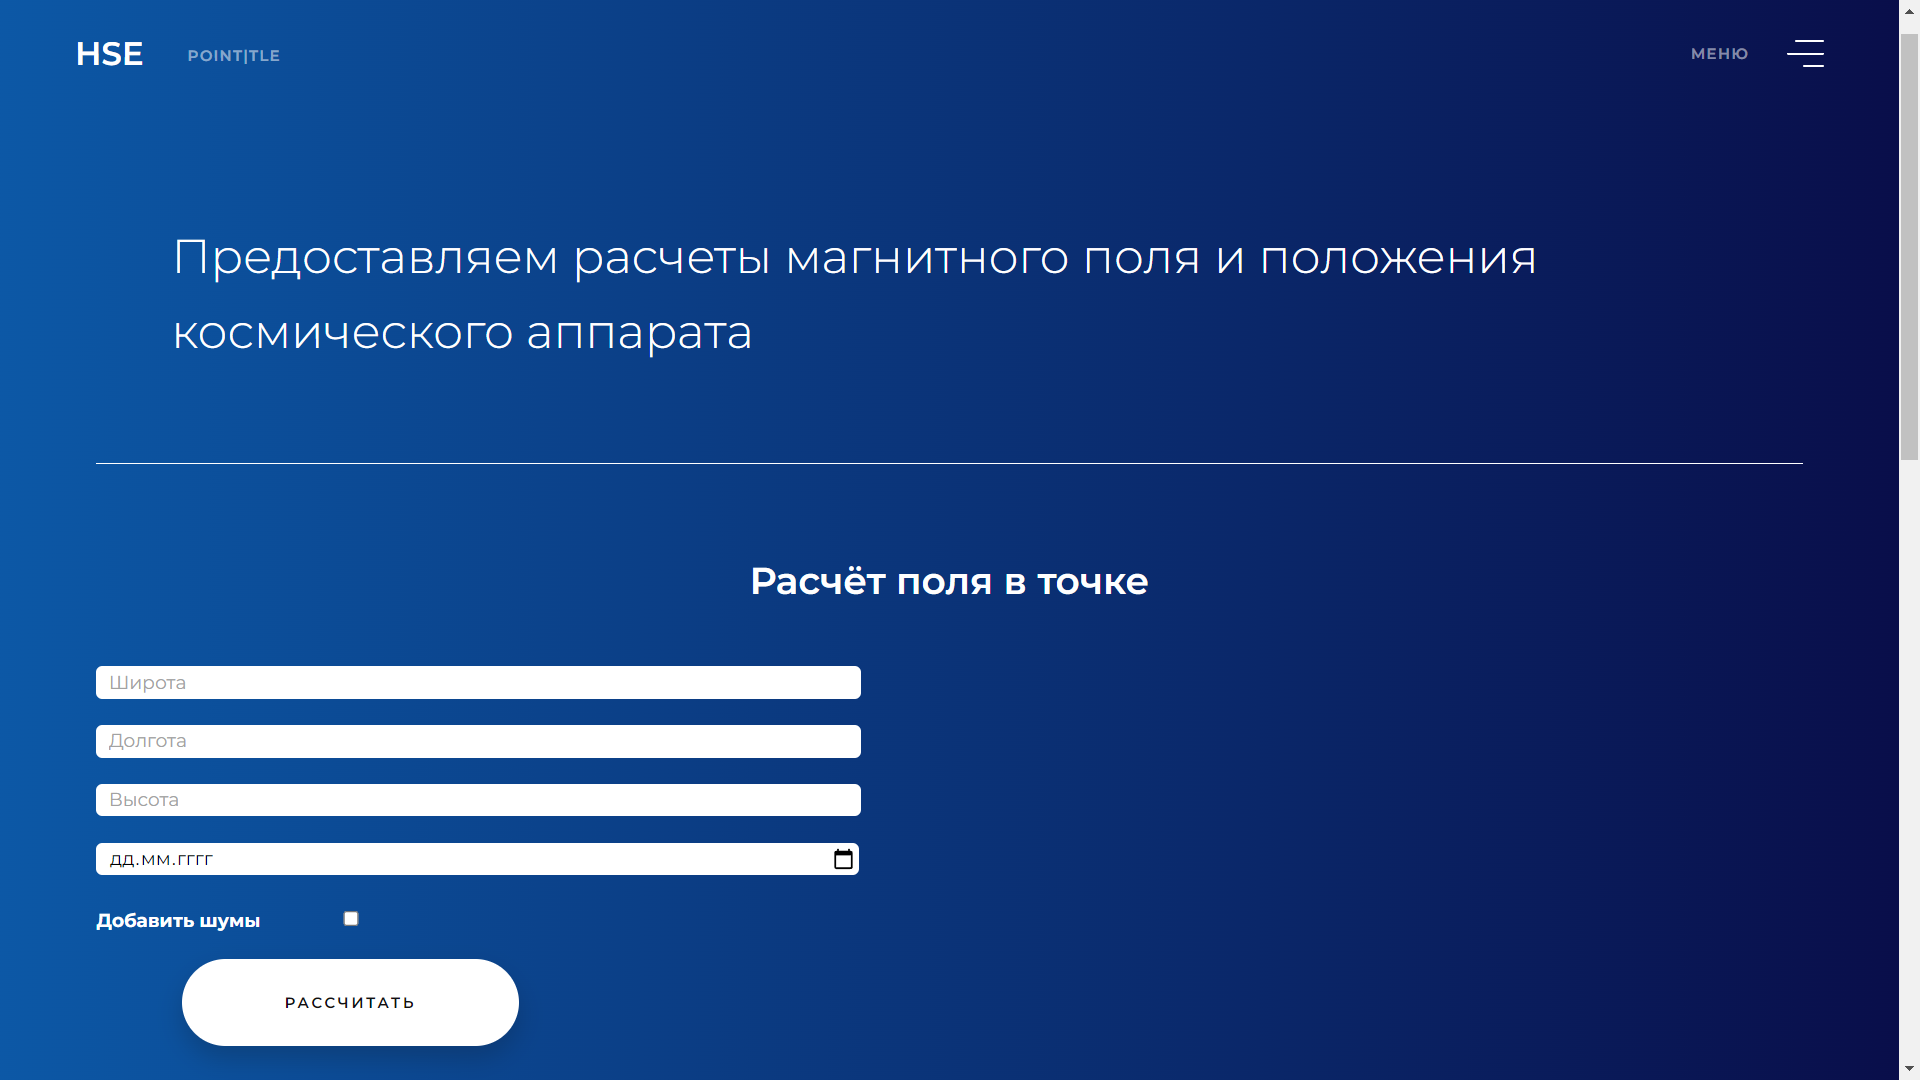 HSE
POINT|TLE
МЕНЮ
Предоставляем расчеты магнитного поля и положения
космического аппарата
Расчёт поля в точке
Широта
Долгота
Высота
дд.мм.гггг
Добавить шумы
РАССЧИТАТЬ